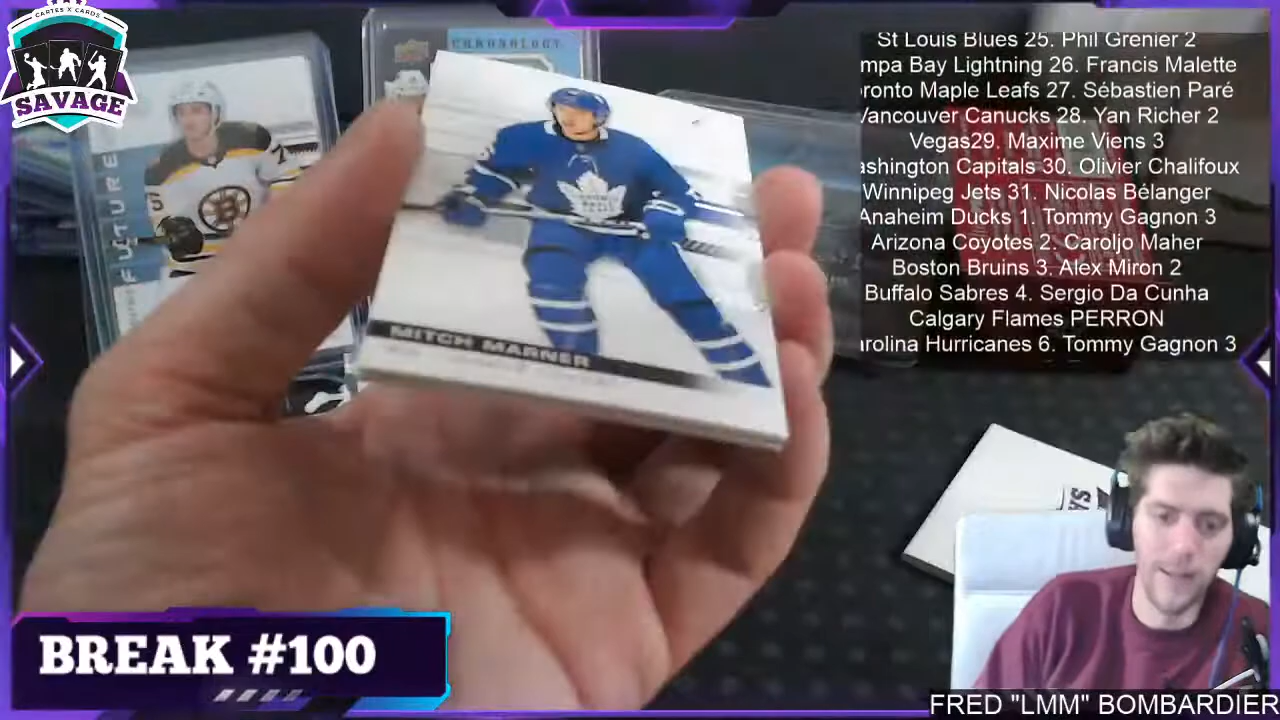 CARTES X CARDS
SAVAGE
CHRONOLOGY
FUTURE
MITCH MARNER
St Louis Blues 25. Phil Grenier 2
mpa Bay Lightning 26. Francis Malette
oronto Maple Leafs 27. Sébastien Paré
Vancouver Canucks 28. Yan Richer 2
Vegas29. Maxime Viens 3
ashington Capitals 30. Olivier Chalifoux
Winnipeg Jets 31. Nicolas Bélanger
Anaheim Ducks 1. Tommy Gagnon 3
Arizona Coyotes 2. Caroljo Maher
Boston Bruins 3. Alex Miron 2
Buffalo Sabres 4. Sergio Da Cunha
Calgary Flames PERRON
arolina Hurricanes 6. Tommy Gagnon 3
SA
BREAK #100
FRED "LMM" BOMBARDIER